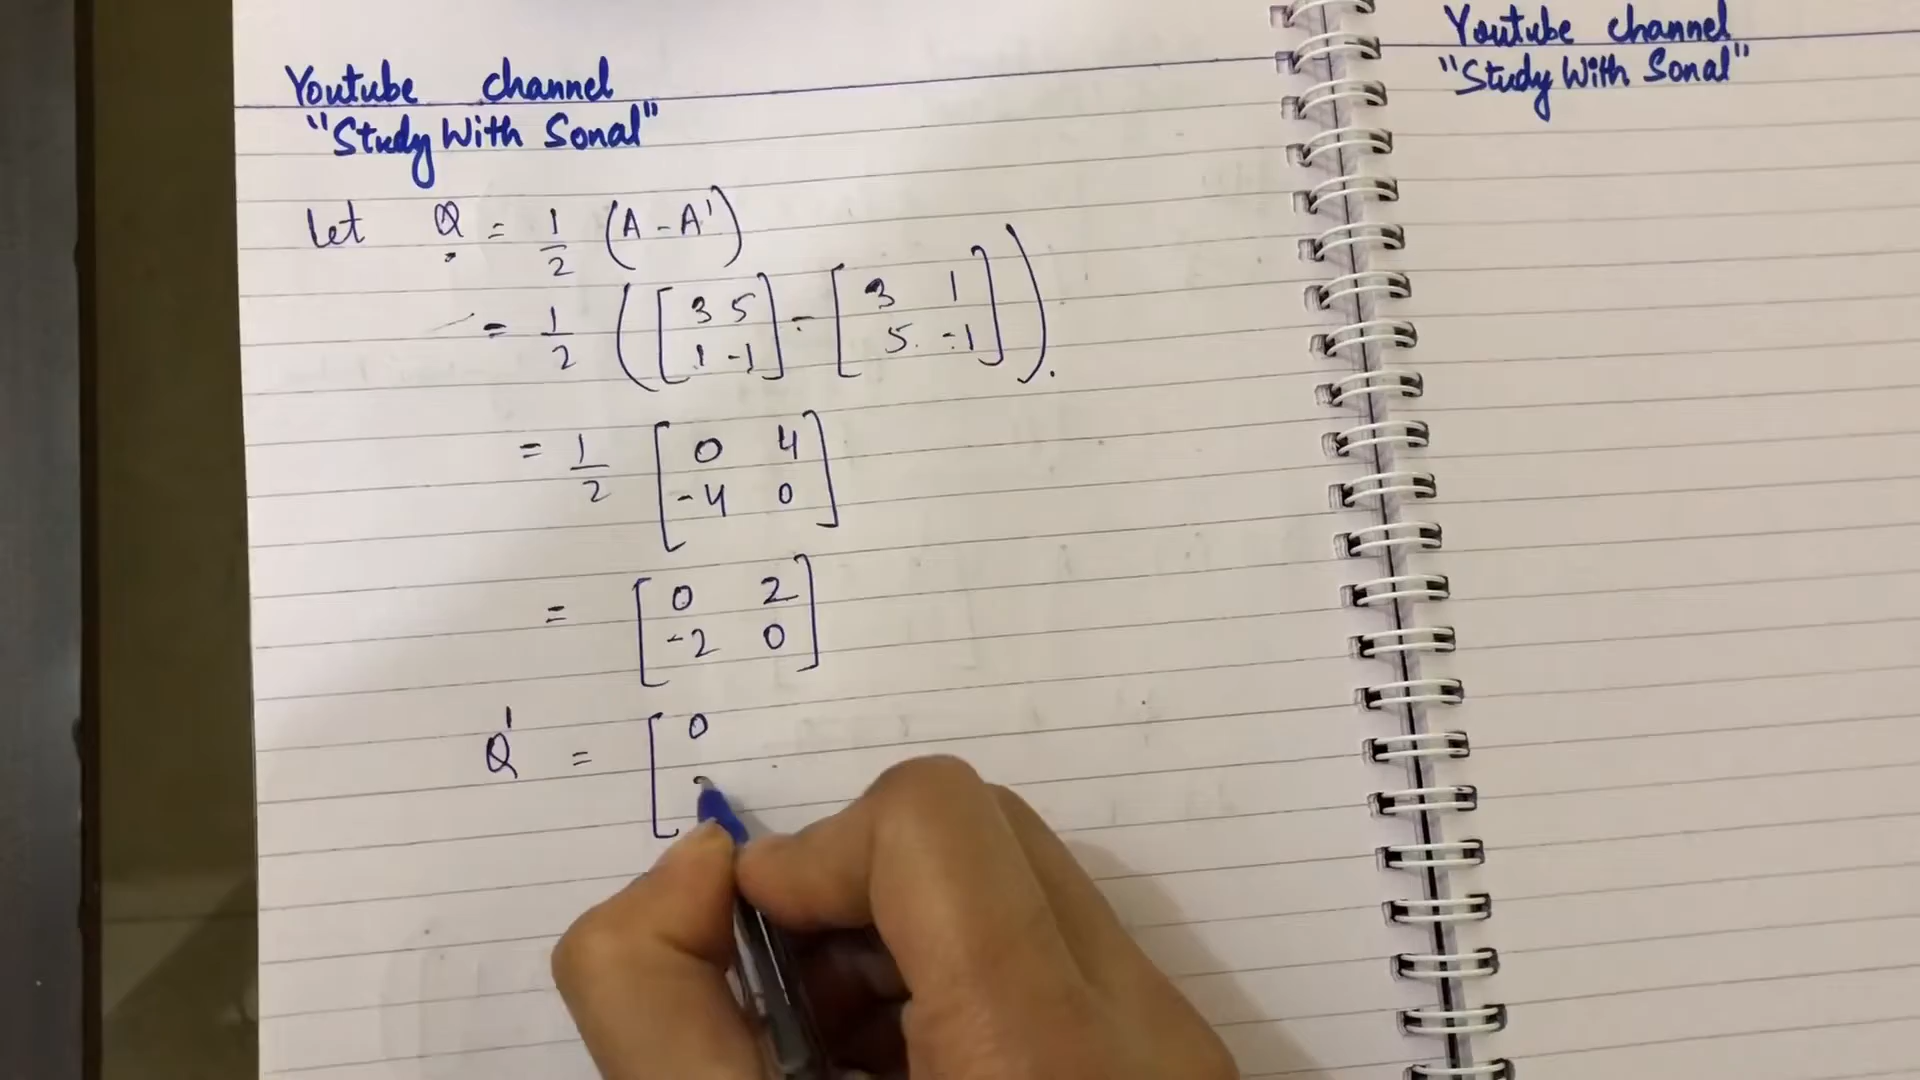 Youtube channel
"Study With Sonal"
Let Q = 1/2 (A - A')
= 1/2 ([3 5
1 -1] - [3 1
5. -1]).
= 1/2 [0 4
-4 0]
= [0 2
-2 0]
Q' = [0
Youtube channel
"Study With Sonal"